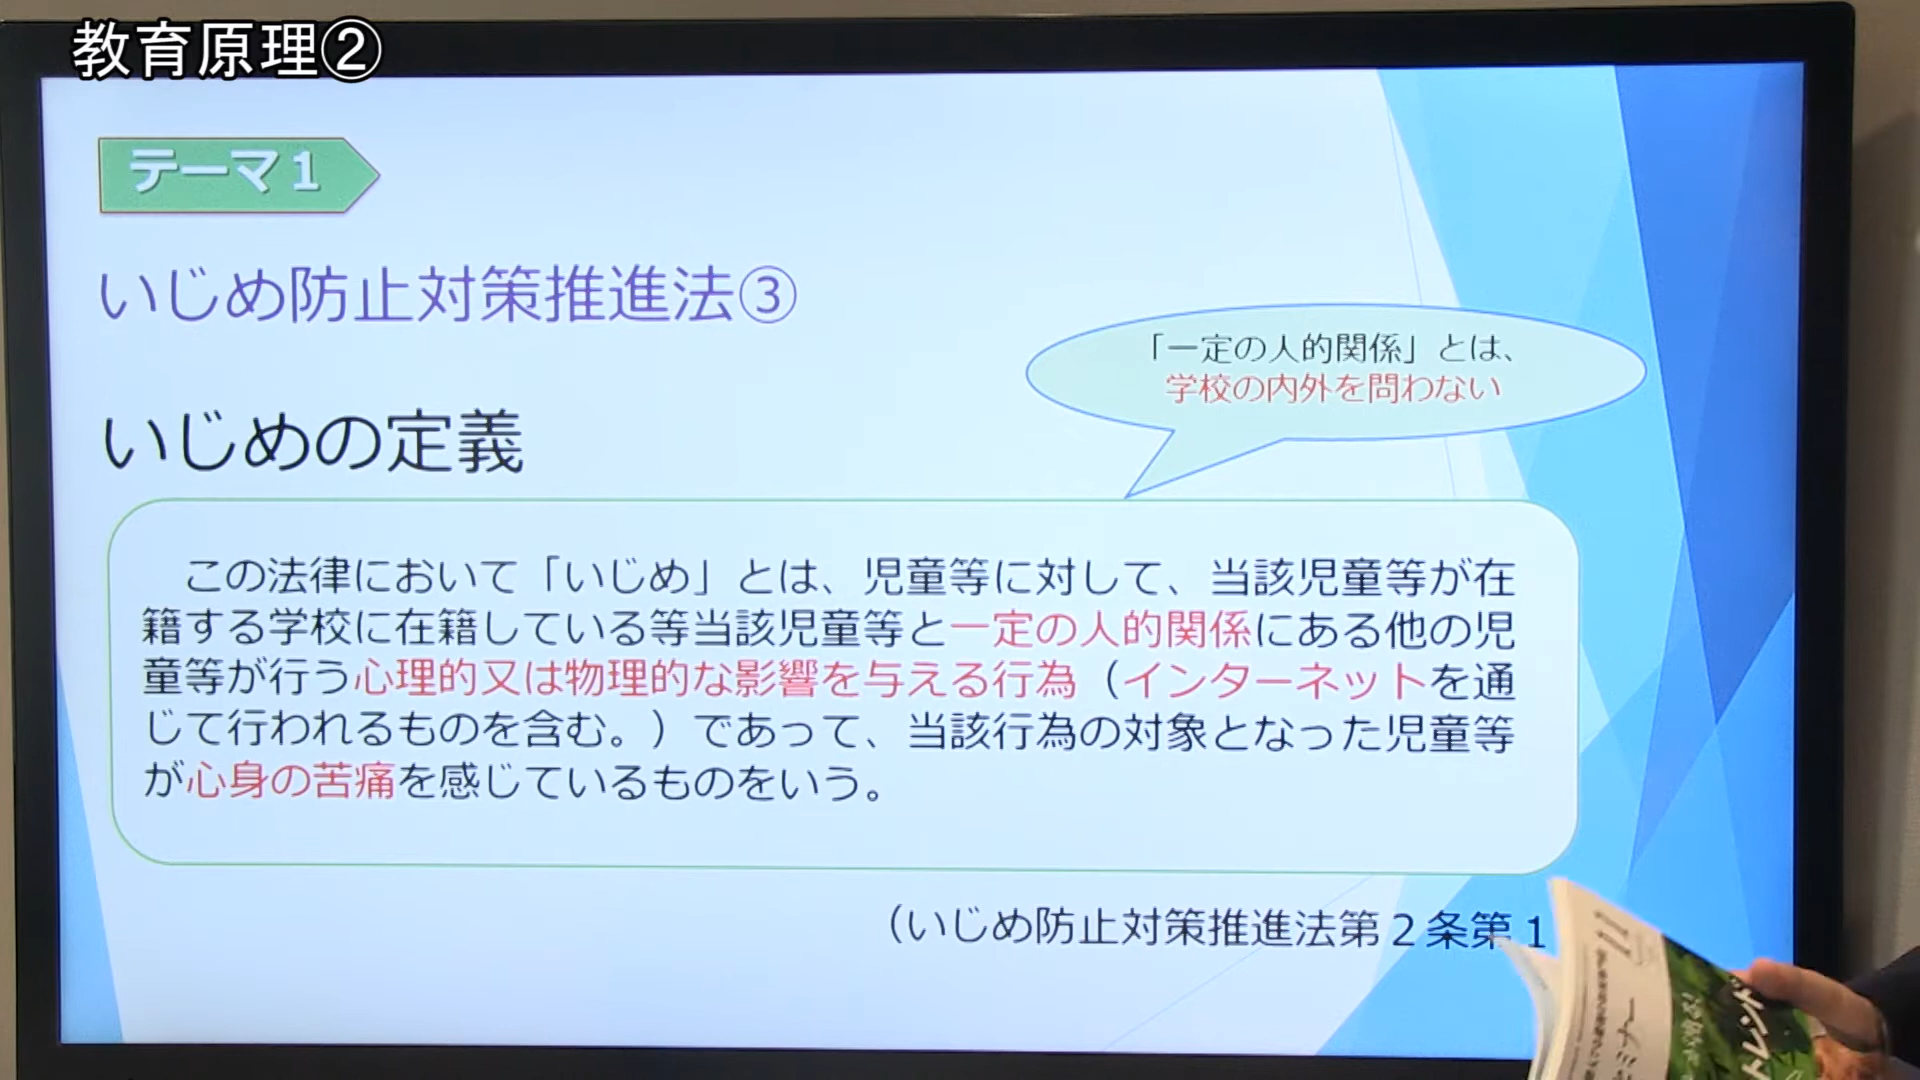 教育原理②
テーマ１
いじめ防止対策推進法③
「一定の人的関係」とは、
学校の内外を問わない
いじめの定義
この法律において「いじめ」とは、児童等に対して、当該児童等が在
籍する学校に在籍している等当該児童等と一定の人的関係にある他の児
童等が行う心理的又は物理的な影響を与える行為（インターネットを通
じて行われるものを含む。）であって、当該行為の対象となった児童等
が心身の苦痛を感じているものをいう。
（いじめ防止対策推進法第２条第１
11
セミナー
トレンド